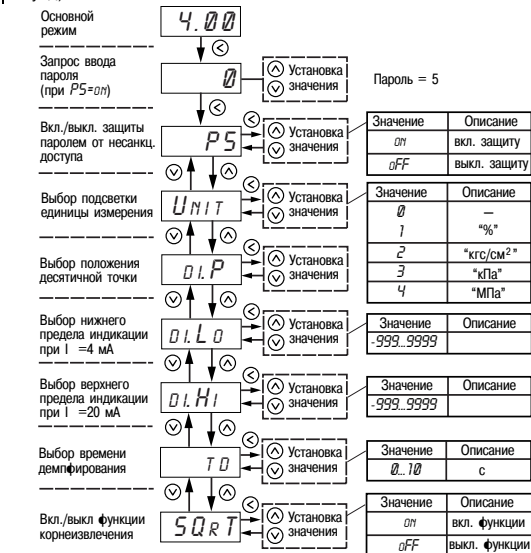 Основной
режим
4.00
Запрос ввода
пароля
(при PS=on)
0
Установка
значения
Пароль = 5
Вкл./выкл. защиты
паролем от несанкц.
доступа
PS
Установка
значения
Значение Описание
on вкл. защиту
oFF выкл. защиту
Выбор подсветки
единицы измерения
UNIT
Установка
значения
Значение Описание
0 —
1 “%”
2 “кгс/см²”
3 “кПа”
4 “МПа”
Выбор положения
десятичной точки
DI.P
Установка
значения
Выбор нижнего
предела индикации
при I =4 мА
DI.LO
Установка
значения
Значение Описание
-999...9999
Выбор верхнего
предела индикации
при I =20 мА
DI.HI
Установка
значения
Значение Описание
-999...9999
Выбор времени
демпфирования
TD
Установка
значения
Значение Описание
0...10 с
Вкл./выкл функции
корнеизвлечения
SQRT
Установка
значения
Значение Описание
on вкл. функции
oFF выкл. функции